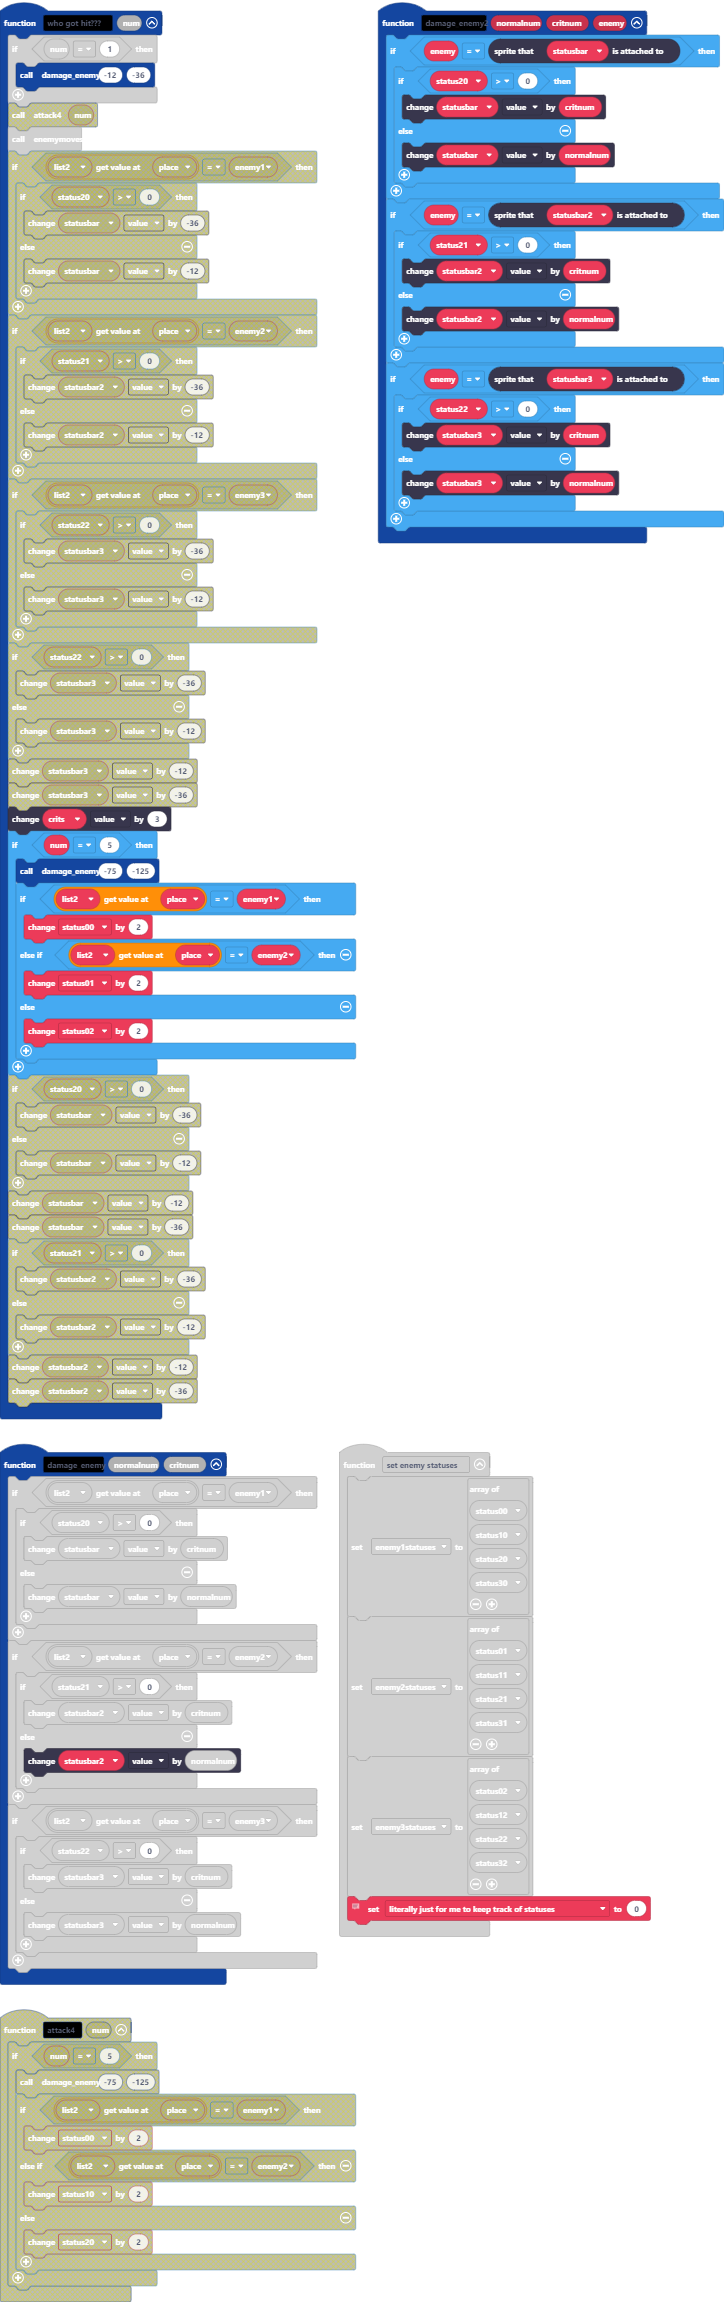 function who got hit??? num
if num = 1 then
call damage_enemy -12 -36
call attack4 num
call enemymoves
if list2 get value at place = enemy1 then
if status20 > 0 then
change statusbar value by -36
else
change statusbar value by -12
if list2 get value at place = enemy2 then
if status21 > 0 then
change statusbar2 value by -36
else
change statusbar2 value by -12
if list2 get value at place = enemy3 then
if status22 > 0 then
change statusbar3 value by -36
else
change statusbar3 value by -12
if status22 > 0 then
change statusbar3 value by -36
else
change statusbar3 value by -12
change statusbar3 value by -12
change statusbar3 value by -36
change crits value by 3
if num = 5 then
call damage_enemy -75 -125
if list2 get value at place = enemy1 then
change status00 by 2
else if list2 get value at place = enemy2 then
change status01 by 2
else
change status02 by 2
if status20 > 0 then
change statusbar value by -36
else
change statusbar value by -12
change statusbar value by -12
change statusbar value by -36
if status21 > 0 then
change statusbar2 value by -36
else
change statusbar2 value by -12
change statusbar2 value by -12
change statusbar2 value by -36
function damage_enemy2 normalnum critnum enemy
if enemy = sprite that statusbar is attached to then
if status20 > 0 then
change statusbar value by critnum
else
change statusbar value by normalnum
if enemy = sprite that statusbar2 is attached to then
if status21 > 0 then
change statusbar2 value by critnum
else
change statusbar2 value by normalnum
if enemy = sprite that statusbar3 is attached to then
if status22 > 0 then
change statusbar3 value by critnum
else
change statusbar3 value by normalnum
function damage_enemy normalnum critnum
if list2 get value at place = enemy1 then
if status20 > 0 then
change statusbar value by critnum
else
change statusbar value by normalnum
if list2 get value at place = enemy2 then
if status21 > 0 then
change statusbar2 value by critnum
else
change statusbar2 value by normalnum
if list2 get value at place = enemy3 then
if status22 > 0 then
change statusbar3 value by critnum
else
change statusbar3 value by normalnum
function set enemy statuses
array of
status00
status10
set enemy1statuses to
status20
status30
array of
status01
status11
set enemy2statuses to
status21
status31
array of
status02
status12
set enemy3statuses to
status22
status32
set literally just for me to keep track of statuses to 0
function attack4 num
if num = 5 then
call damage_enemy -75 -125
if list2 get value at place = enemy1 then
change status00 by 2
else if list2 get value at place = enemy2 then
change status10 by 2
else
change status20 by 2